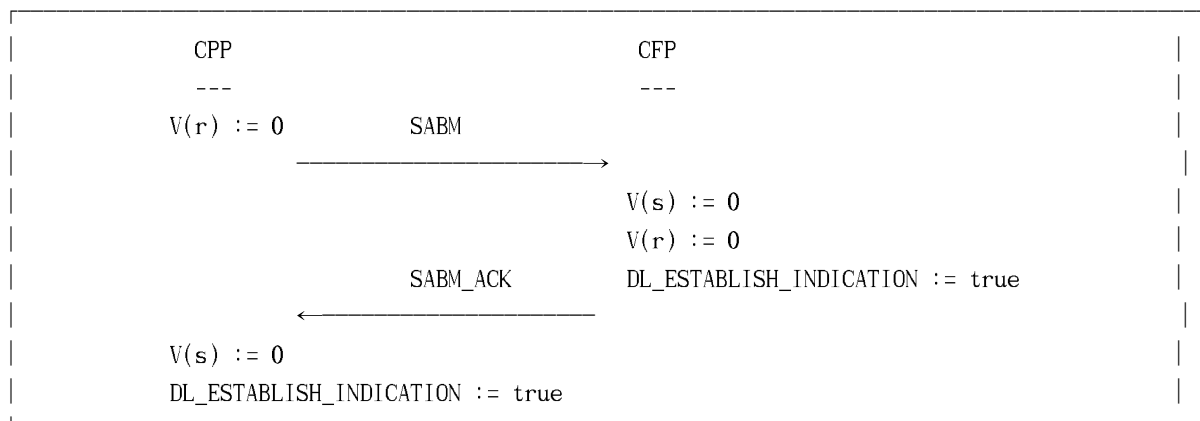 CPP CFP
--- ---
V(r) := 0 SABM
V(s) := 0
V(r) := 0
SABM_ACK DL_ESTABLISH_INDICATION := true
V(s) := 0
DL_ESTABLISH_INDICATION := true